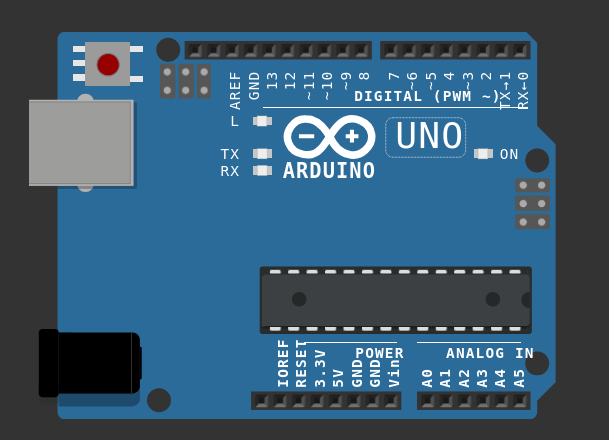 AREF GND 13 12 ~11 ~10 ~9 8 7 ~6 ~5 4 ~3 2 TX→1 RX←0
DIGITAL (PWM ~)
L
TX
RX
ARDUINO
UNO
ON
POWER
ANALOG IN
IOREF RESET 3.3V 5V GND GND Vin A0 A1 A2 A3 A4 A5